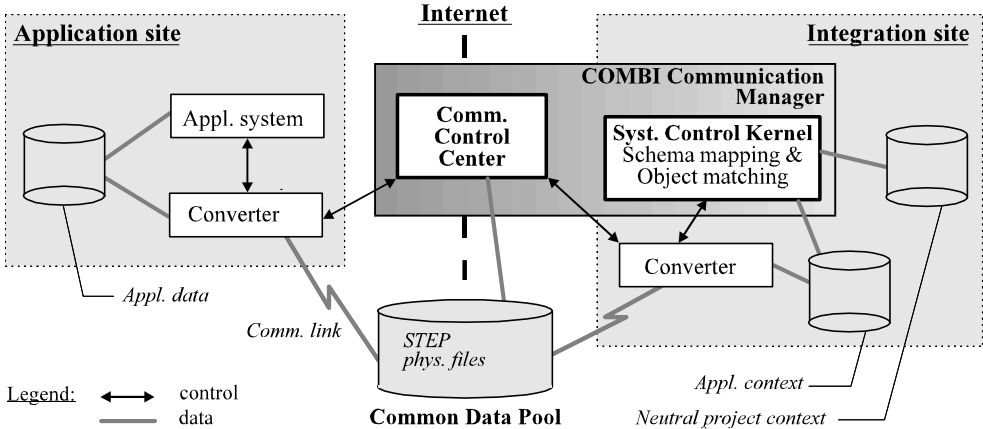 Internet
Application site
Integration site
COMBI Communication
Manager
Appl. system
Comm.
Control
Center
Syst. Control Kernel
Schema mapping &
Object matching
Converter
Converter
Appl. data
Comm. link
STEP
phys. files
Appl. context
Legend:
control
data
Common Data Pool
Neutral project context